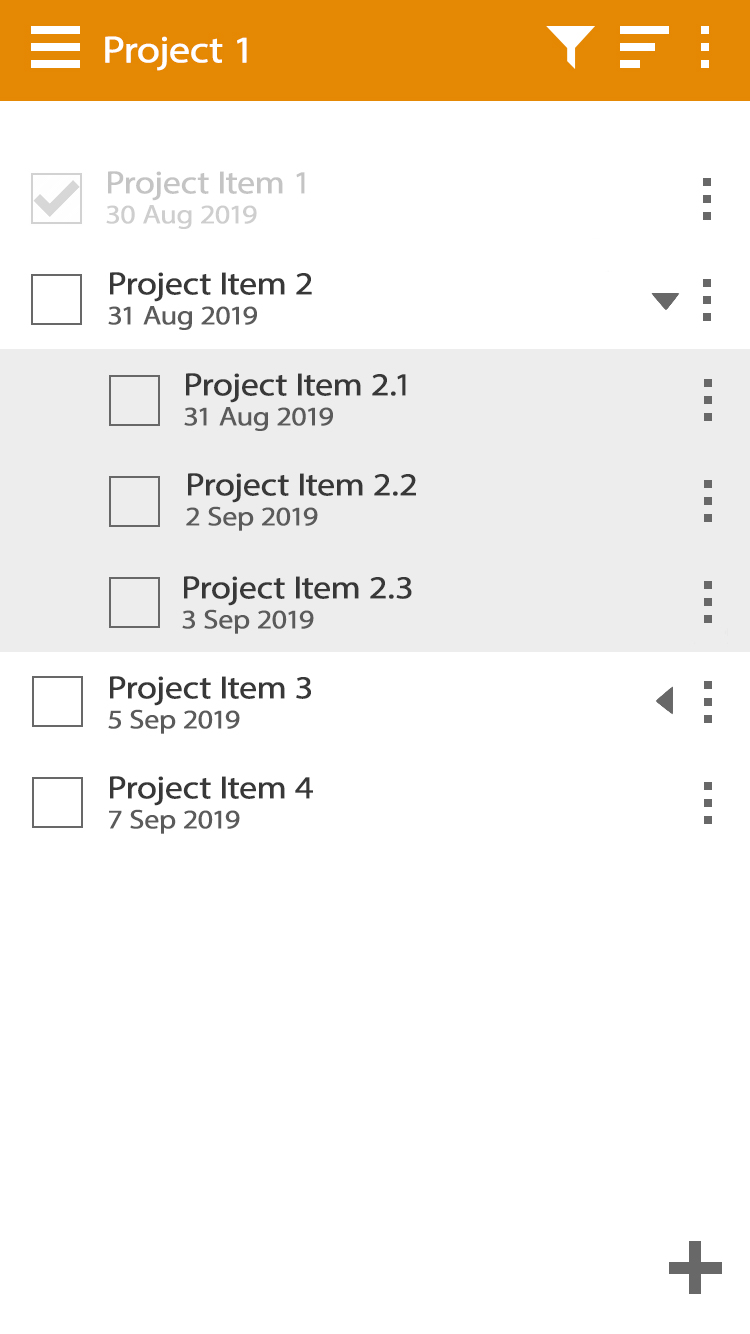 Project 1
Project Item 1
30 Aug 2019
Project Item 2
31 Aug 2019
Project Item 2.1
31 Aug 2019
Project Item 2.2
2 Sep 2019
Project Item 2.3
3 Sep 2019
Project Item 3
5 Sep 2019
Project Item 4
7 Sep 2019